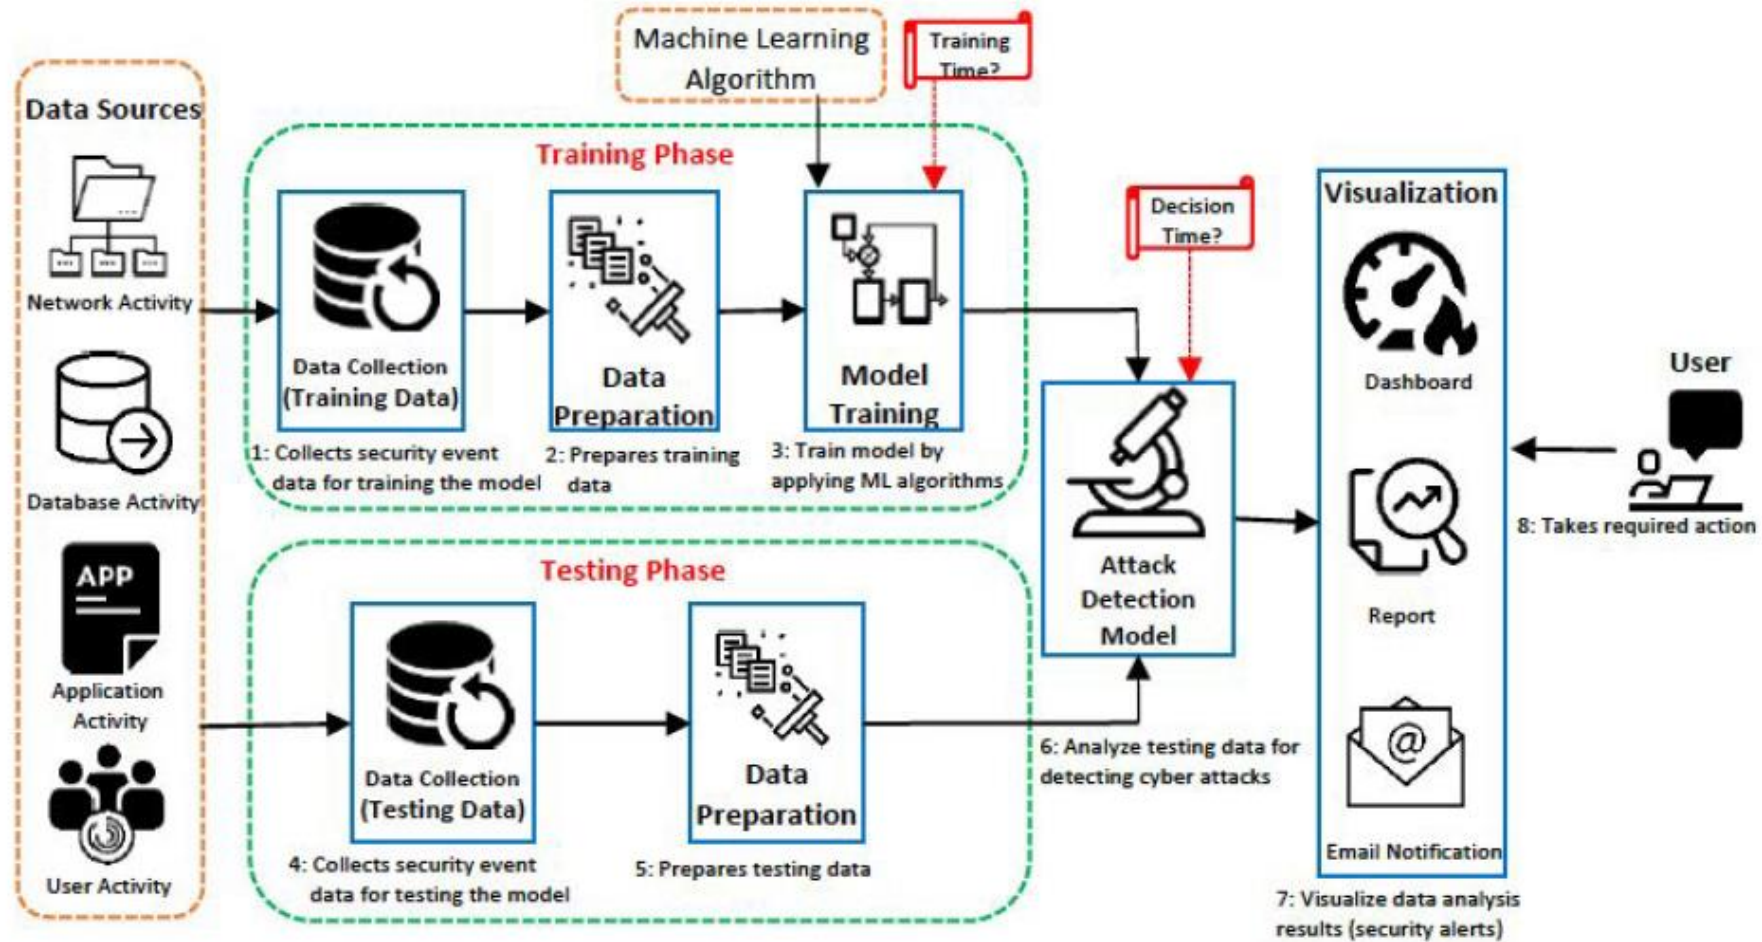 Machine Learning
Algorithm
Training
Time?
Data Sources
Network Activity
Database Activity
APP
Application
Activity
User Activity
Training Phase
Data Collection
(Training Data)
1: Collects security event
data for training the model
Data
Preparation
2: Prepares training
data
Model
Training
3: Train model by
applying ML algorithms
Testing Phase
Data Collection
(Testing Data)
4: Collects security event
data for testing the model
Data
Preparation
5: Prepares testing data
Decision
Time?
Attack
Detection
Model
6: Analyze testing data for
detecting cyber attacks
Visualization
Dashboard
Report
@
Email Notification
7: Visualize data analysis
results (security alerts)
User
8: Takes required action